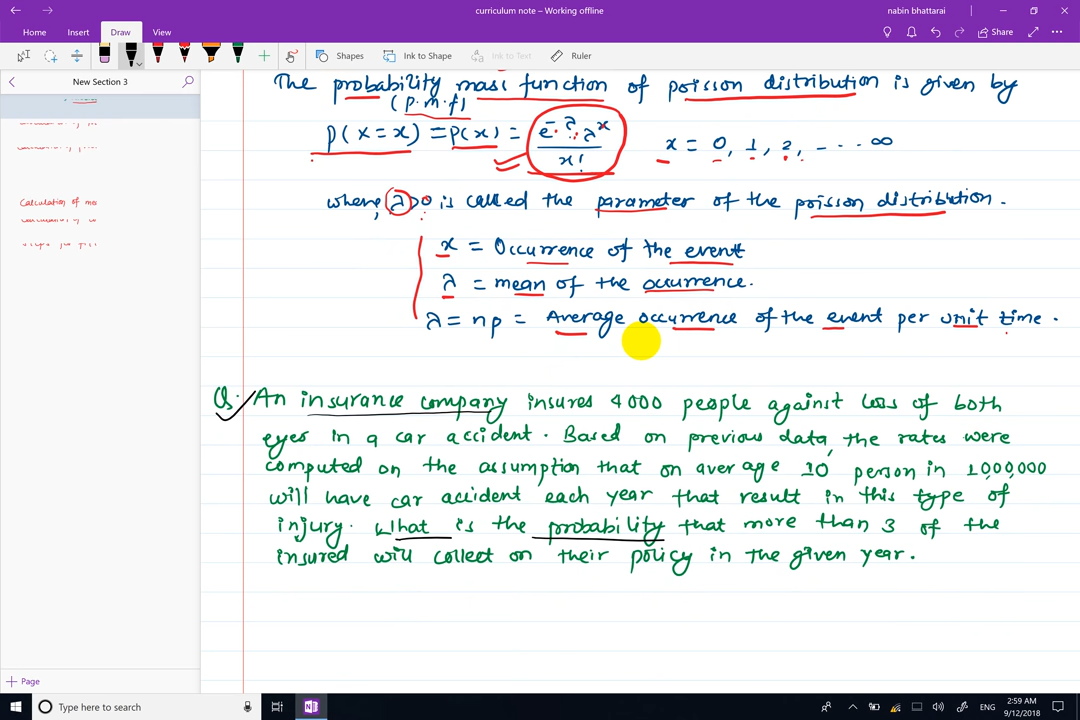 curriculum note – Working offline
nabin bhattarai
Home Insert Draw View
Share
Shapes Ink to Shape Ink to Text Ruler
New Section 3
Calculation of me
The probability mass function of poisson distribution is given by
(p.m.f)
p(X=x) = p(x) = e^-λ λ^x / x! x = 0, 1, 2, - - - ∞
where, λ>0 is called the parameter of the poisson distribution.
x = Occurrence of the event
λ = mean of the ocurrence.
λ = np = Average occurrence of the event per unit time.
Q. An insurance company insures 4000 people against loss of both
eyes in a car accident. Based on previous data, the rates were
computed on the assumption that on average 10 person in 1,000,000
will have car accident each year that result in this type of
injury. What is the probability that more than 3 of the
insured will collect on their policy in the given year.
+ Page
Type here to search
ENG
2:59 AM
9/12/2018